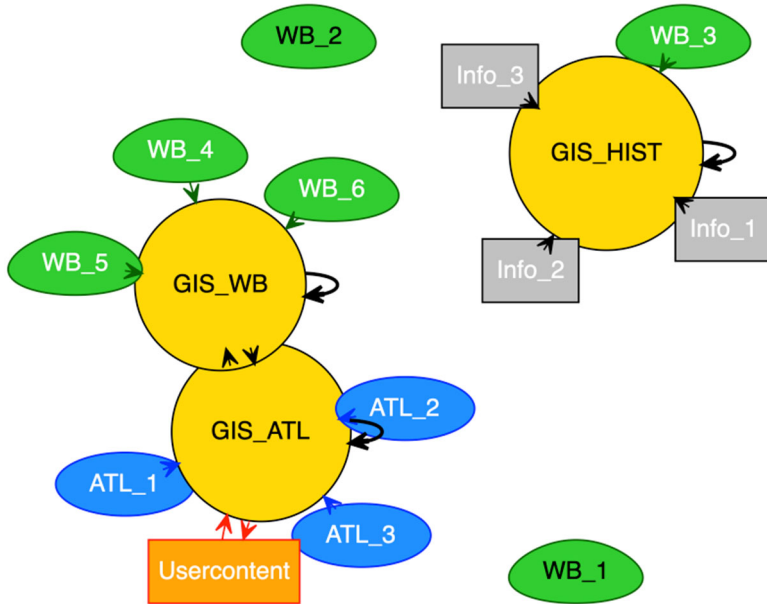 WB_2
WB_3
Info_3
GIS_HIST
WB_4
WB_6
Info_1
WB_5
Info_2
GIS_WB
ATL_2
GIS_ATL
ATL_1
ATL_3
Usercontent
WB_1